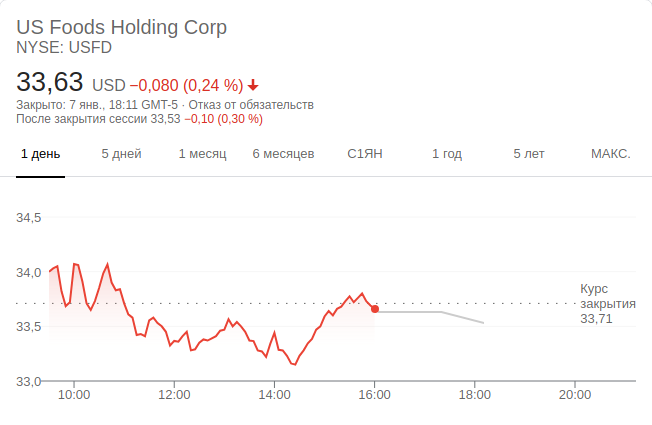 US Foods Holding Corp
NYSE: USFD
33,63 USD −0,080 (0,24 %)
Закрыто: 7 янв., 18:11 GMT-5 · Отказ от обязательств
После закрытия сессии 33,53 −0,10 (0,30 %)
1 день 5 дней 1 месяц 6 месяцев С1ЯН 1 год 5 лет МАКС.
34,5
34,0
Курс
закрытия
33,71
33,5
33,0
10:00 12:00 14:00 16:00 18:00 20:00